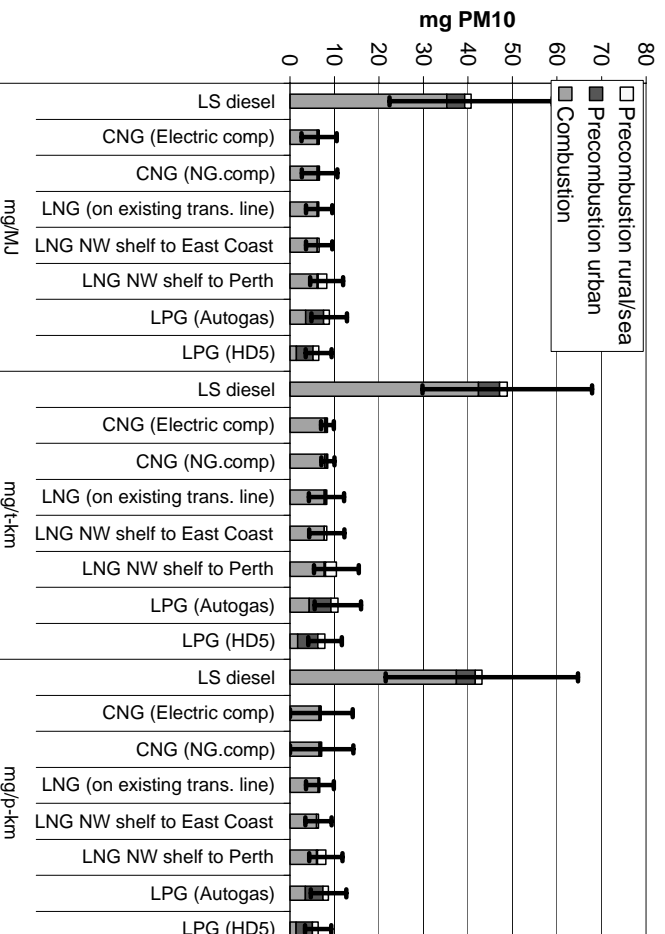 mg PM10
0
10
20
30
40
50
60
70
80
Precombustion rural/sea
Precombustion urban
Combustion
LS diesel
CNG (Electric comp)
CNG (NG.comp)
LNG (on existing trans. line)
LNG NW shelf to East Coast
LNG NW shelf to Perth
LPG (Autogas)
LPG (HD5)
mg/MJ
LS diesel
CNG (Electric comp)
CNG (NG.comp)
LNG (on existing trans. line)
LNG NW shelf to East Coast
LNG NW shelf to Perth
LPG (Autogas)
LPG (HD5)
mg/t-km
LS diesel
CNG (Electric comp)
CNG (NG.comp)
LNG (on existing trans. line)
LNG NW shelf to East Coast
LNG NW shelf to Perth
LPG (Autogas)
LPG (HD5)
mg/p-km